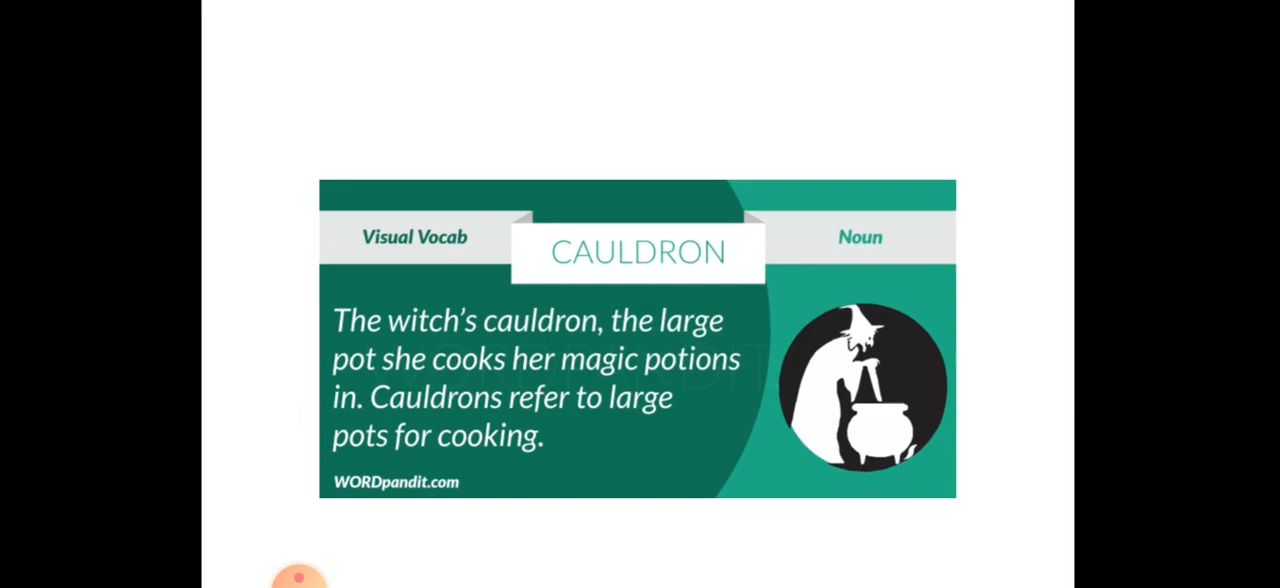 Visual Vocab
CAULDRON
Noun
The witch's cauldron, the large
pot she cooks her magic potions
in. Cauldrons refer to large
pots for cooking.
WORDpandit.com